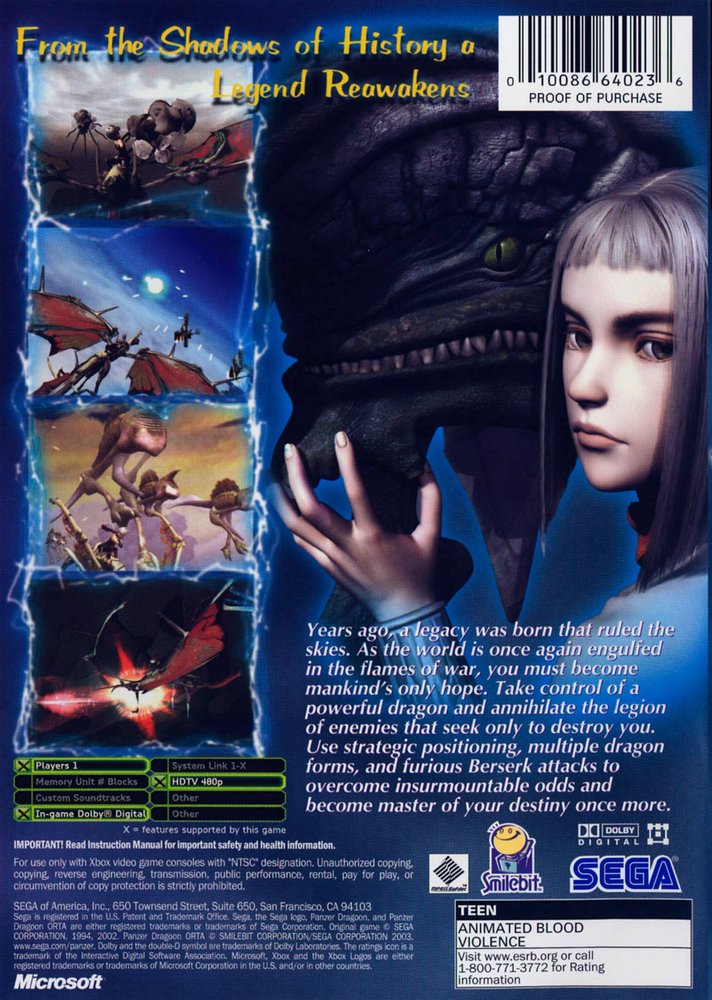 From the Shadows of History a
Legend Reawakens
0 10086 64023 6
PROOF OF PURCHASE
Years ago, a legacy was born that ruled the
skies. As the world is once again engulfed
in the flames of war, you must become
mankind's only hope. Take control of a
powerful dragon and annihilate the legion
of enemies that seek only to destroy you.
Use strategic positioning, multiple dragon
forms, and furious Berserk attacks to
overcome insurmountable odds and
become master of your destiny once more.
X Players 1
System Link 1-X
Memory Unit # Blocks
X HDTV 480p
Custom Soundtracks
Other
X In-game Dolby® Digital
Other
X = features supported by this game
IMPORTANT! Read Instruction Manual for important safety and health information.
For use only with Xbox video game consoles with "NTSC" designation. Unauthorized copying,
copying, reverse engineering, transmission, public performance, rental, pay for play, or
circumvention of copy protection is strictly prohibited.
SEGA of America, Inc., 650 Townsend Street, Suite 650, San Francisco, CA 94103
Sega is registered in the U.S. Patent and Trademark Office. Sega, the Sega logo, Panzer Dragoon, and Panzer
Dragoon ORTA are either registered trademarks or trademarks of Sega Corporation. Original game © SEGA
CORPORATION, 1994, 2002. Panzer Dragoon ORTA © SMILEBIT CORPORATION/SEGA CORPORATION 2003.
www.sega.com/panzer. Dolby and the double-D symbol are trademarks of Dolby Laboratories. The ratings icon is a
trademark of the Interactive Digital Software Association. Microsoft, Xbox and the Xbox Logos are either
registered trademarks or trademarks of Microsoft Corporation in the U.S. and/or in other countries.
Microsoft
MPEG Sofdec
Smilebit.
DOLBY
DIGITAL
SEGA
TEEN
ANIMATED BLOOD
VIOLENCE
Visit www.esrb.org or call
1-800-771-3772 for Rating
information